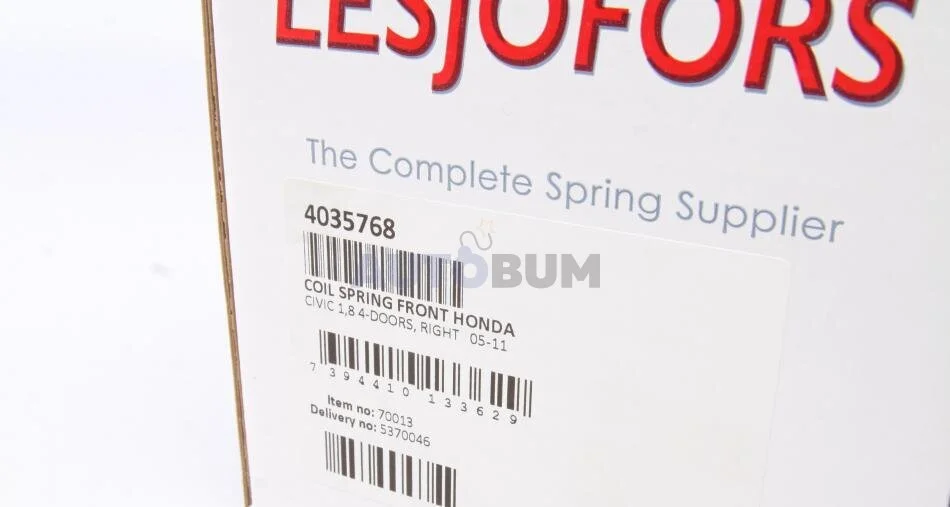 LESJÖFORS
The Complete Spring Supplier
4035768
AUTOBUM
COIL SPRING FRONT HONDA
CIVIC 1,8 4-DOORS, RIGHT 05-11
7 394410 133629
Item no: 70013
Delivery no: 5370046